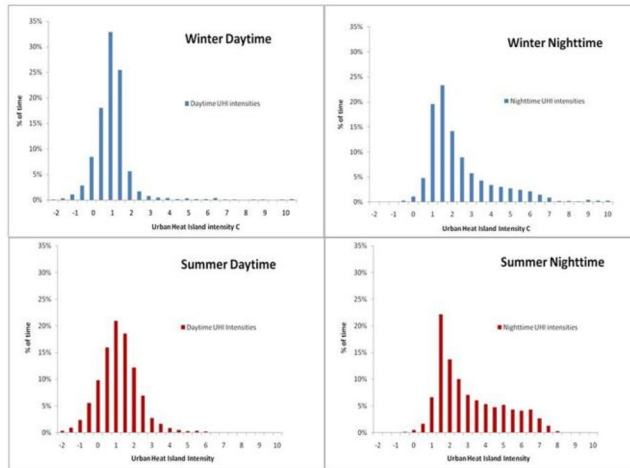 Winter Daytime
35%
30%
25%
20%
15%
10%
5%
0%
% of time
Daytime UHI intensities
-2 -1 0 1 2 3 4 5 6 7 8 9 10
Urban Heat Island intensity C
Winter Nighttime
35%
30%
25%
20%
15%
10%
5%
0%
% of time
Nighttime UHI intensities
-2 -1 0 1 2 3 4 5 6 7 8 9 10
Urban Heat Island intensity C
Summer Daytime
35%
30%
25%
20%
15%
10%
5%
0%
% of time
Daytime UHI Intensities
-2 -1 0 1 2 3 4 5 6 7 8 9 10
Urban Heat Island Intensity
Summer Nighttime
35%
30%
25%
20%
15%
10%
5%
0%
% of time
Nighttime UHI intensities
-2 -1 0 1 2 3 4 5 6 7 8 9 10
Urban Heat Island Intensity